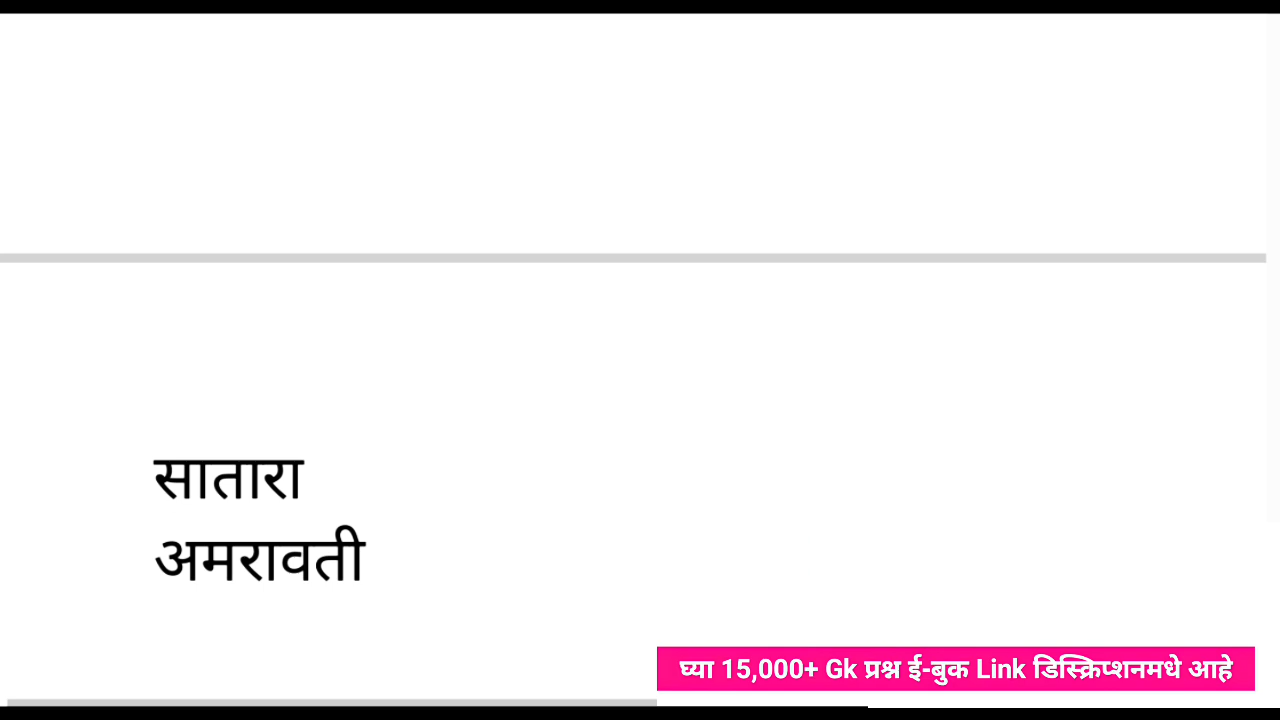 सातारा
अमरावती
घ्या 15,000+ Gk प्रश्न ई-बुक Link डिस्क्रिप्शनमधे आहे